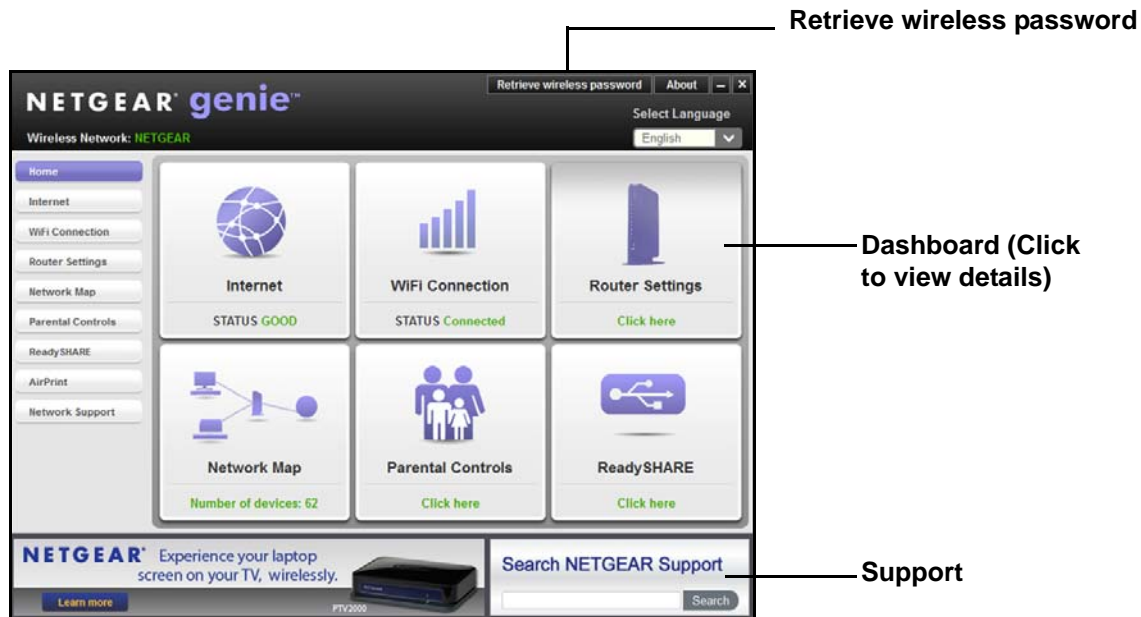 Retrieve wireless password
Retrieve wireless password About
NETGEAR® genie™
Select Language
Wireless Network: NETGEAR
English
Home
Internet
WiFi Connection
Router Settings
Network Map
Parental Controls
ReadySHARE
AirPrint
Network Support
Internet
STATUS GOOD
WiFi Connection
STATUS Connected
Router Settings
Click here
Network Map
Number of devices: 62
Parental Controls
Click here
ReadySHARE
Click here
Dashboard (Click
to view details)
NETGEAR® Experience your laptop
screen on your TV, wirelessly.
Learn more
PTV2000
Search NETGEAR Support
Search
Support